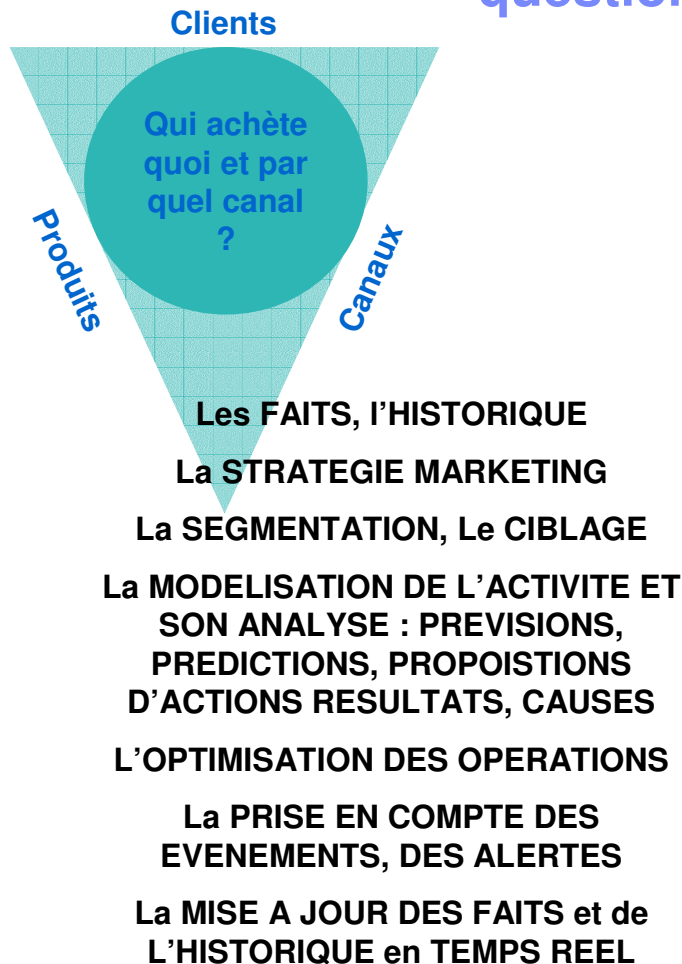 question
Clients
Qui achète
quoi et par
quel canal
?
Produits
Canaux
Les FAITS, l'HISTORIQUE
La STRATEGIE MARKETING
La SEGMENTATION, Le CIBLAGE
La MODELISATION DE L'ACTIVITE ET
SON ANALYSE : PREVISIONS,
PREDICTIONS, PROPOISTIONS
D'ACTIONS RESULTATS, CAUSES
L'OPTIMISATION DES OPERATIONS
La PRISE EN COMPTE DES
EVENEMENTS, DES ALERTES
La MISE A JOUR DES FAITS et de
L'HISTORIQUE en TEMPS REEL